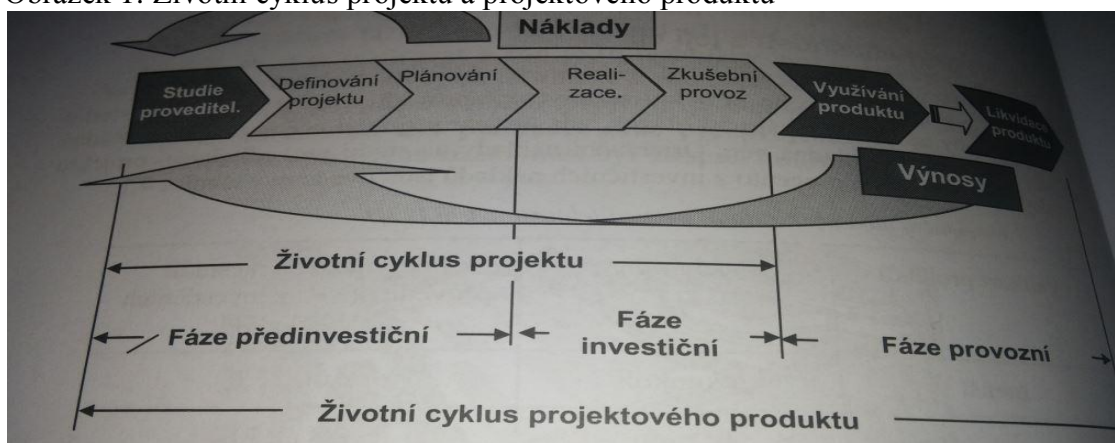 Obrázek 1: Životní cyklus projektu a projektového produktu
Náklady
Studie
proveditel.
Definování
projektu
Plánování
Reali-
zace.
Zkušební
provoz
Využívání
produktu
Likvidace
produktu
Výnosy
Životní cyklus projektu
Fáze předinvestiční
Fáze
investiční
Fáze provozní
Životní cyklus projektového produktu